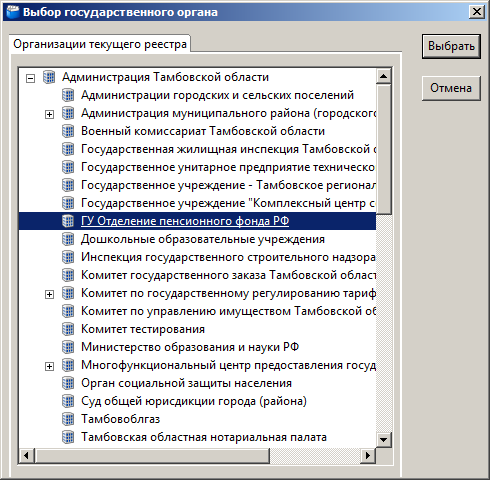 Выбор государственного органа
Организации текущего реестра
Выбрать
Отмена
Администрация Тамбовской области
Администрации городских и сельских поселений
Администрация муниципального района (городского
Военный комиссариат Тамбовской области
Государственная жилищная инспекция Тамбовской о
Государственное унитарное предприятие техническо
Государственное учреждение - Тамбовское регионал
Государственное учреждение "Комплексный центр с
ГУ Отделение пенсионного фонда РФ
Дошкольные образовательные учреждения
Инспекция государственного строительного надзора
Комитет государственного заказа Тамбовской област
Комитет по государственному регулированию тариф
Комитет по управлению имуществом Тамбовской об
Комитет тестирования
Министерство образования и науки РФ
Многофункциональный центр предоставления госуд
Орган социальной защиты населения
Суд общей юрисдикции города (района)
Тамбовоблгаз
Тамбовская областная нотариальная палата